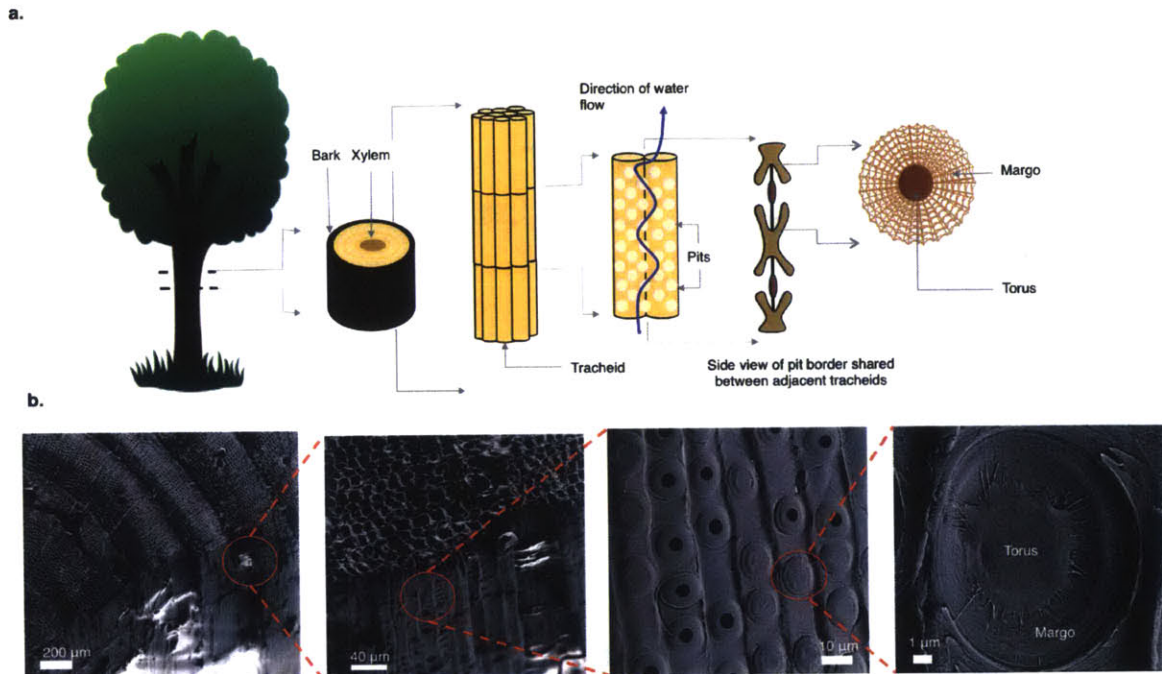 a.
Direction of water
flow
Bark Xylem
Margo
Pits
Torus
Tracheid
Side view of pit border shared
between adjacent tracheids
b.
Torus
Margo
200 µm
40 µm
10 µm
1 µm